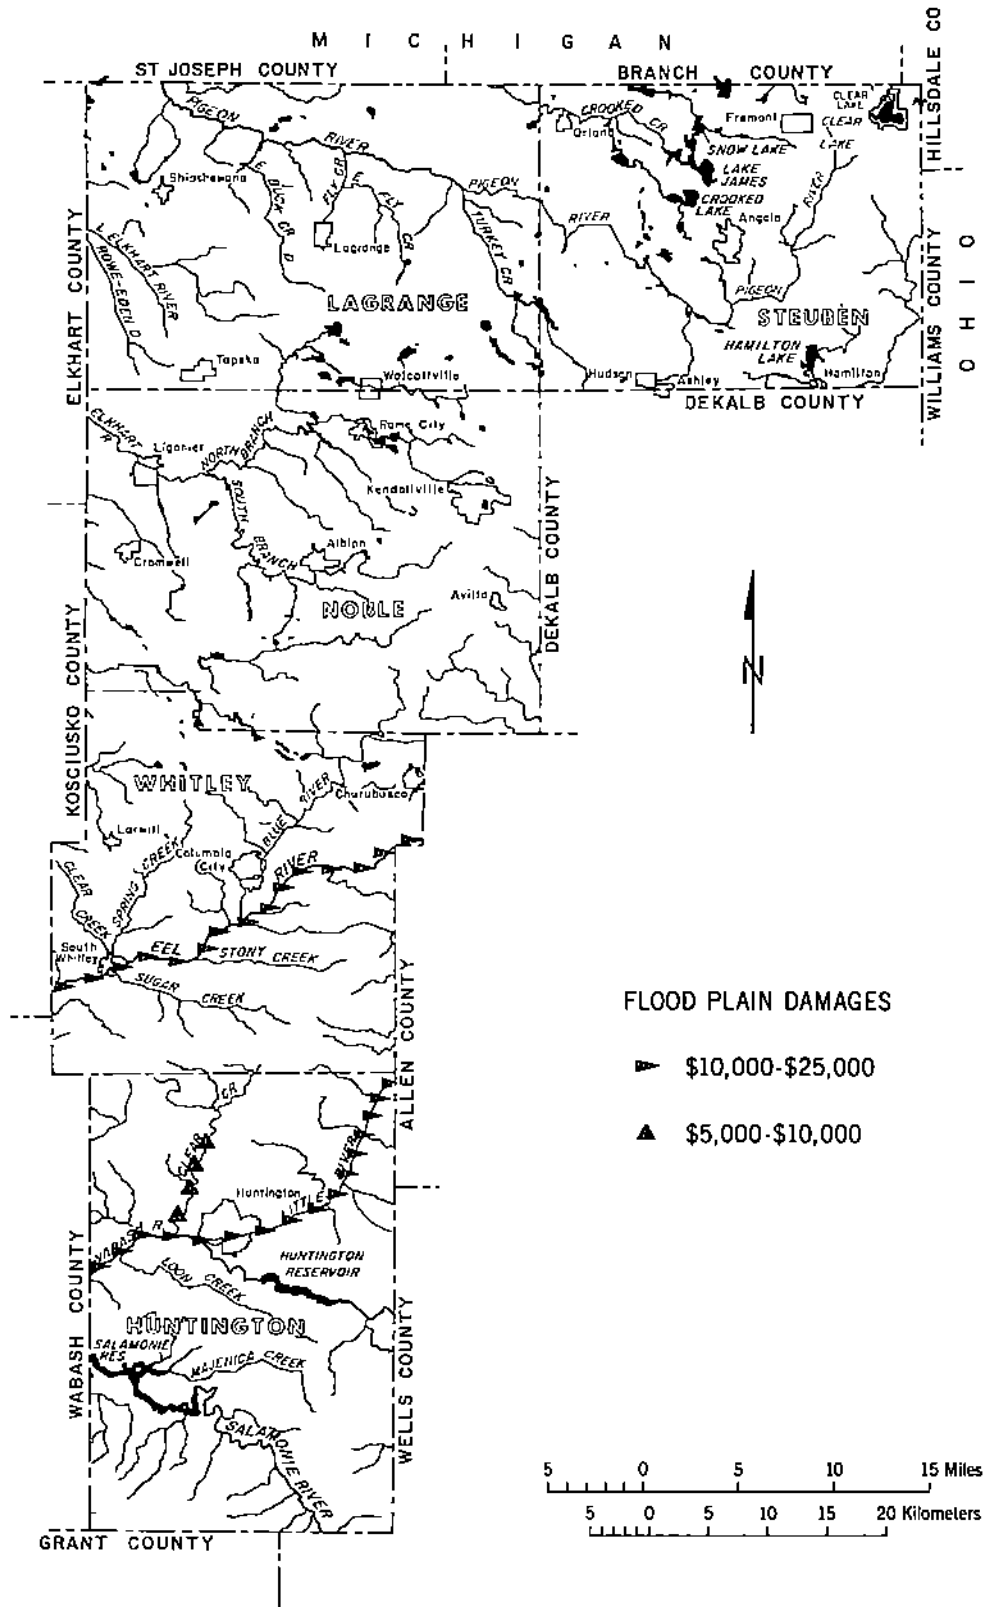 M I C H I G A N
ST JOSEPH COUNTY
BRANCH COUNTY
HILLSDALE CO
PIGEON
RIVER
CROOKED CR
Orland
Fremont
CLEAR
LAKE
CLEAR
LAKE
SNOW LAKE
LAKE
JAMES
CROOKED
LAKE
Angola
Shipshewana
E BUCK CR D
FLY CR
E FLY CR
Lagrange
PIGEON
RIVER
TURKEY CR
RIVER
PIGEON
ELKHART COUNTY
L ELKHART RIVER
ROWE-EDEN D
LAGRANGE
STEUBEN
HAMILTON
LAKE
Hamilton
WILLIAMS COUNTY
O H I O
Topeka
Wolcottville
Hudson
Ashley
DEKALB COUNTY
ELKHART
R
Ligonier
NORTH BRANCH
Rome City
Kendallville
SOUTH
BRANCH
Albion
Cromwell
NOBLE
Avilla
DEKALB COUNTY
KOSCIUSKO COUNTY
N
WHITLEY
BLUE
RIVER
Churubusco
Larwill
Columbia
City
CLEAR
CREEK
SPRING CREEK
RIVER
South
Whitley
EEL
STONY CREEK
SUGAR
CREEK
ALLEN COUNTY
FLOOD PLAIN DAMAGES
$10,000-$25,000
$5,000-$10,000
CLEAR
CR
RIVER
LITTLE
Huntington
WABASH R
HUNTINGTON
RESERVOIR
LOON CREEK
HUNTINGTON
WABASH COUNTY
SALAMONIE
RES
MAJENICA CREEK
SALAMONIE RIVER
WELLS COUNTY
GRANT COUNTY
5 0 5 10 15 Miles
5 0 5 10 15 20 Kilometers